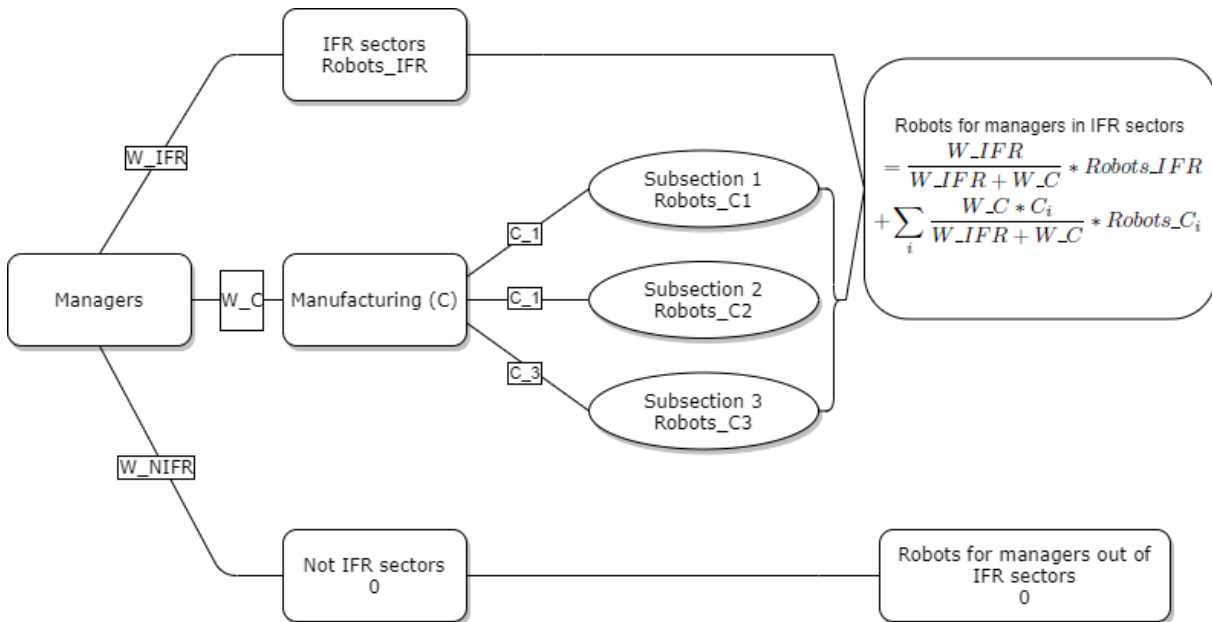 IFR sectors
Robots_IFR
W_IFR
Managers
W_C
Manufacturing (C)
C_1
C_1
C_3
Subsection 1
Robots_C1
Subsection 2
Robots_C2
Subsection 3
Robots_C3
Robots for managers in IFR sectors
= W_IFR / (W_IFR + W_C) * Robots_IFR
+ ∑_i (W_C * C_i) / (W_IFR + W_C) * Robots_C_i
W_NIFR
Not IFR sectors
0
Robots for managers out of
IFR sectors
0